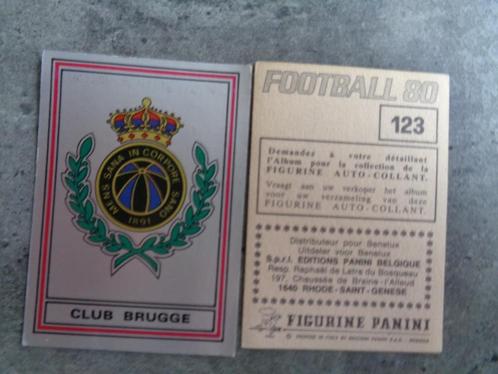 MENS SANA IN CORPORE SANO
1891
CLUB BRUGGE
FOOTBALL 80
123
Demandez à votre détaillant
l'Album pour la collection de la
FIGURINE AUTO-COLLANT.
Vraagt aan uw verkoper het album
voor uw verzameling van deze
FIGURINE AUTO-COLLANT.
Distributeur pour Benelux
Uitdeler voor Benelux
S.p.r.l. EDITIONS PANINI BELGIQUE
Resp. Raphaël de Letre du Bosqueau
197, Chaussée de Braine-l'Alleud
1640 RHODE-SAINT-GENESE
FIGURINE PANINI